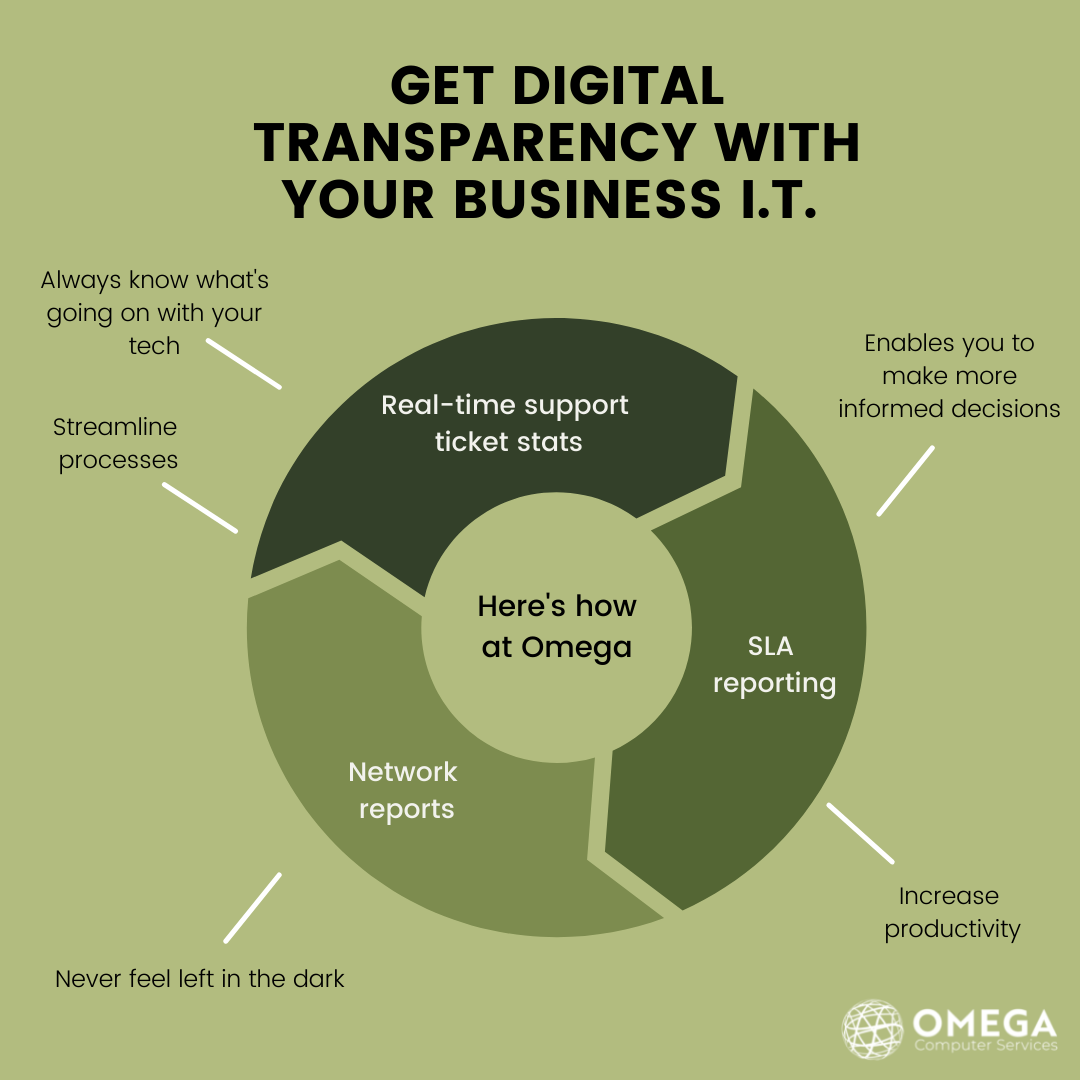 GET DIGITAL
TRANSPARENCY WITH
YOUR BUSINESS I.T.
Always know what's
going on with your
tech
Enables you to
make more
informed decisions
Real-time support
ticket stats
Streamline
processes
Here's how
at Omega
SLA
reporting
Network
reports
Increase
productivity
Never feel left in the dark
OMEGA
Computer Services